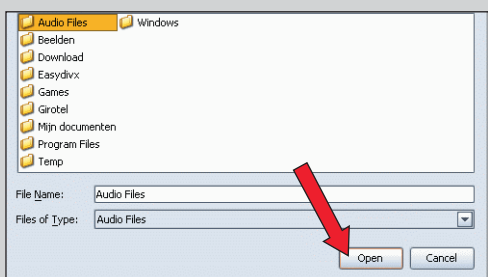 Audio Files Windows
Beelden
Download
Easydivx
Games
Girotel
Mijn documenten
Program Files
Temp
File Name: Audio Files
Files of Type: Audio Files
Open Cancel